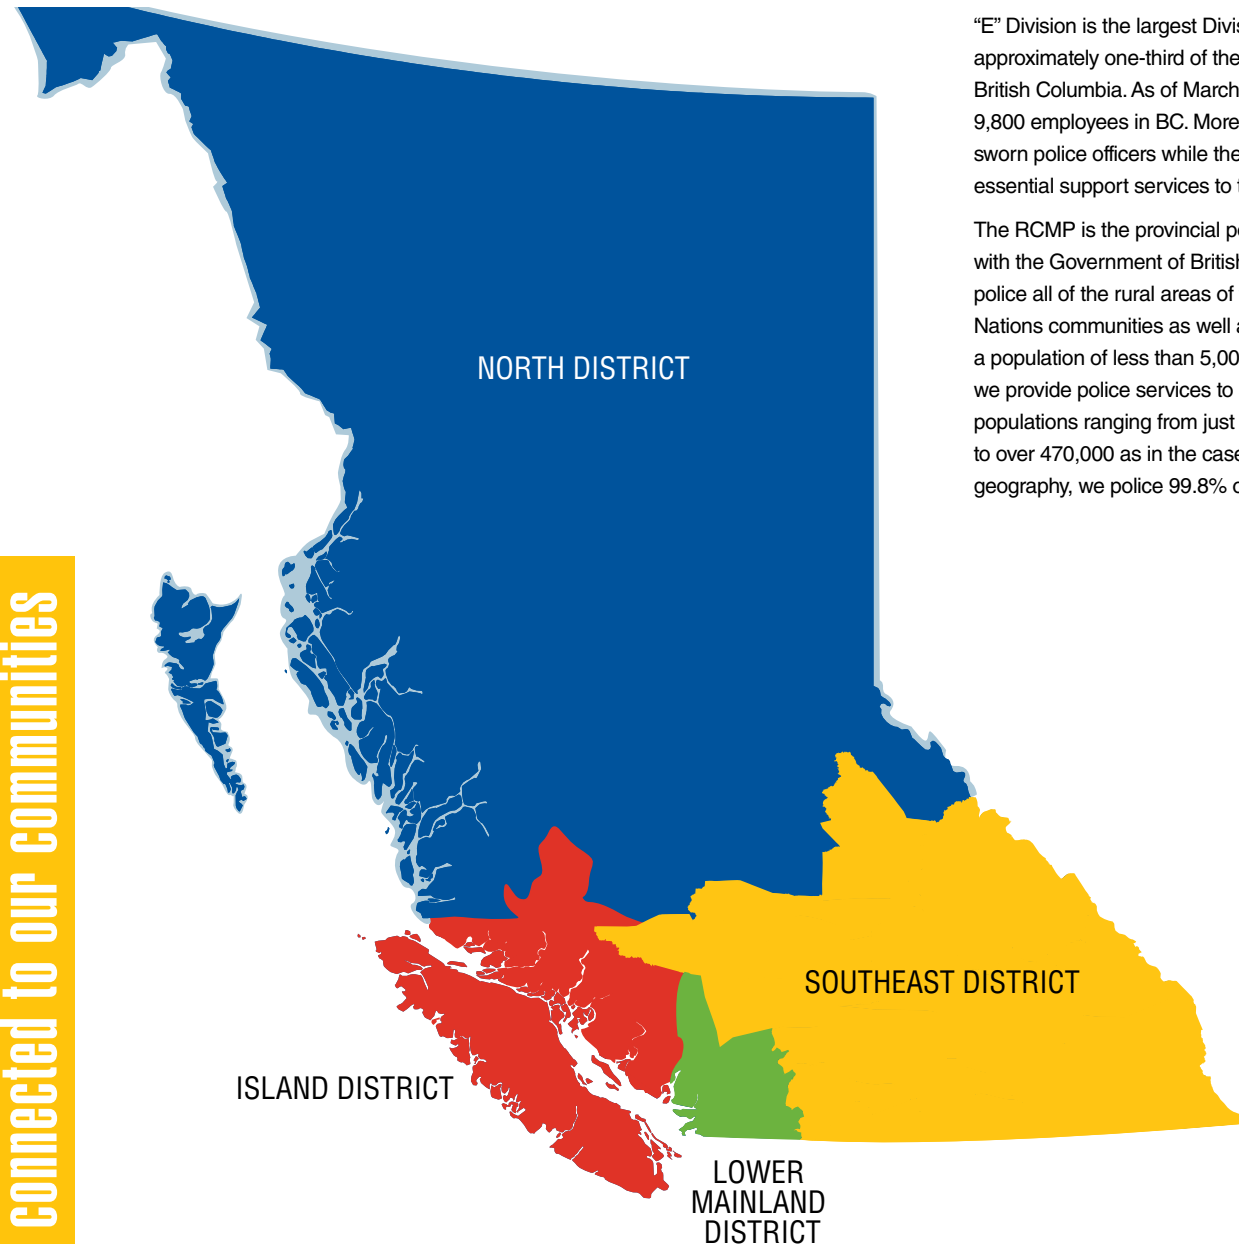 “E” Division is the largest
approximately one-third of the
British Columbia. As of March
9,800 employees in BC. More
sworn police officers while the
essential support services to
The RCMP is the provincial
with the Government of British
police all of the rural areas of
Nations communities as well
a population of less than
we provide police services to
populations ranging from just
to over 470,000 as in the case
geography, we police 99.8%
NORTH DISTRICT
SOUTHEAST DISTRICT
ISLAND DISTRICT
LOWER
MAINLAND
DISTRICT
connected to our communities